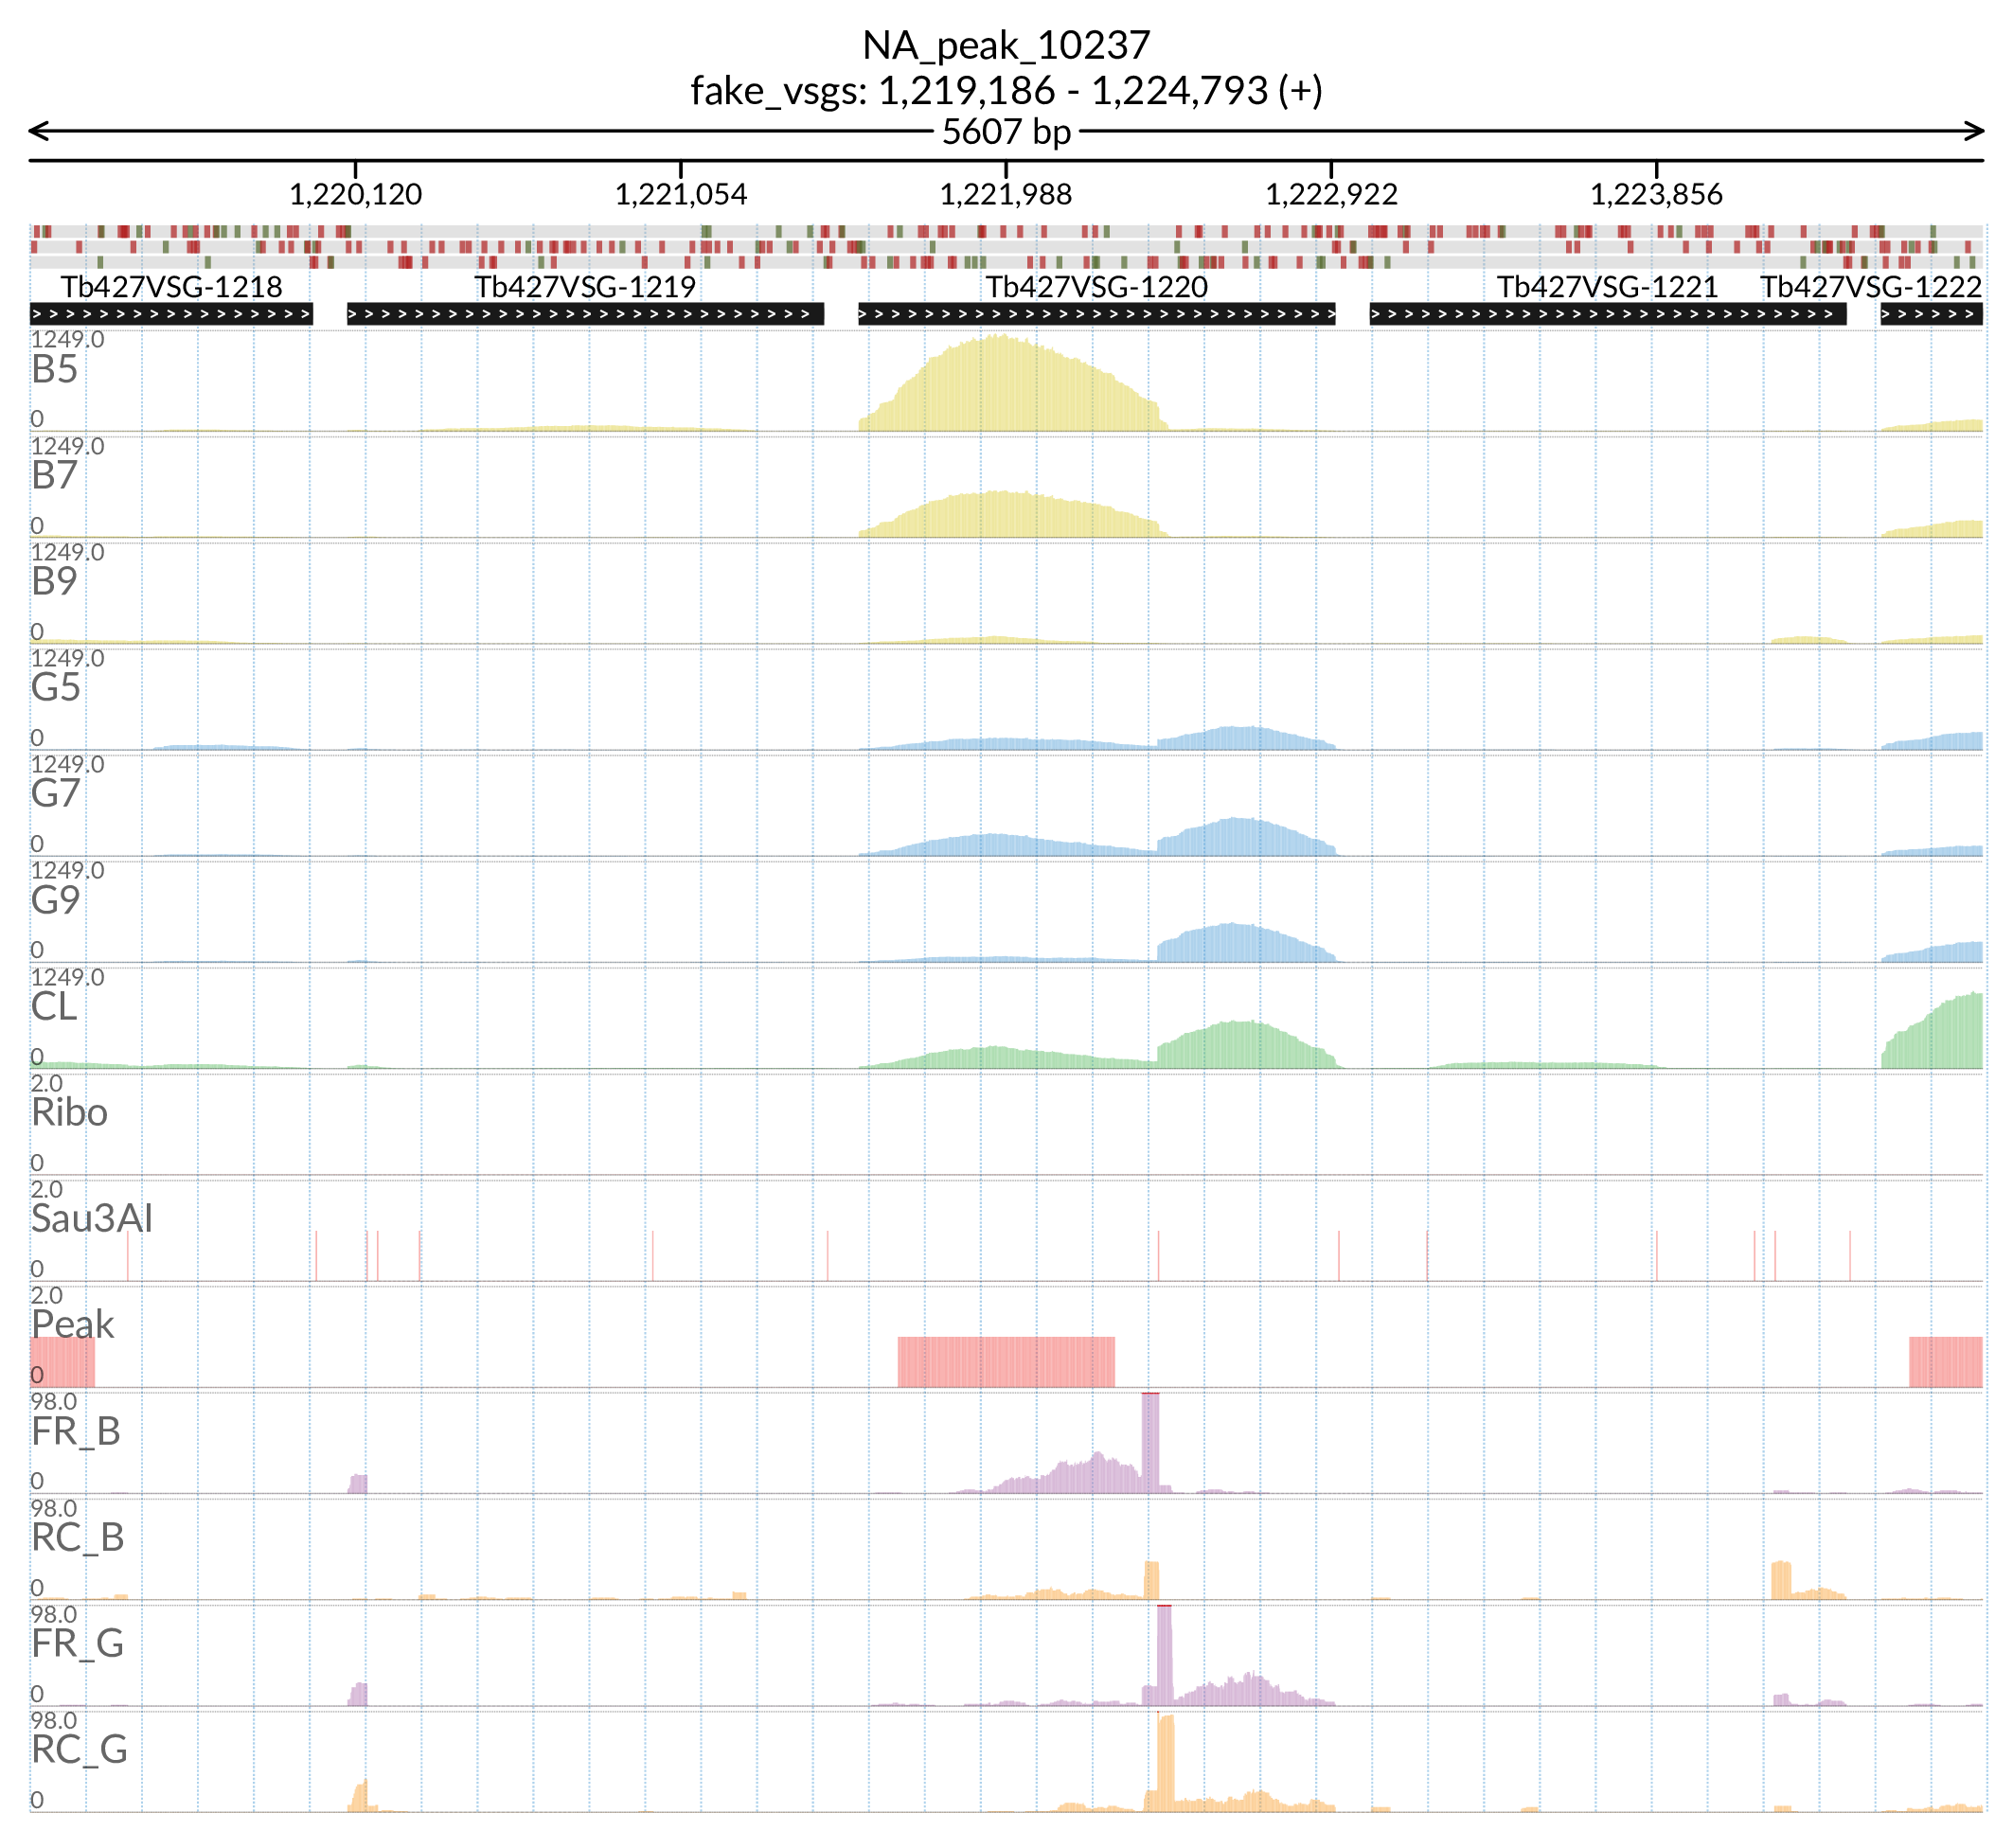 NA_peak_10237
fake_vsgs: 1,219,186 - 1,224,793 (+)
5607 bp
1,220,120 1,221,054 1,221,988 1,222,922 1,223,856
Tb427VSG-1218 Tb427VSG-1219 Tb427VSG-1220 Tb427VSG-1221 Tb427VSG-1222
1249.0
B5
0
1249.0
B7
0
1249.0
B9
0
1249.0
G5
0
1249.0
G7
0
1249.0
G9
0
1249.0
CL
0
2.0
Ribo
0
2.0
Sau3AI
0
2.0
Peak
0
98.0
FR_B
0
98.0
RC_B
0
98.0
FR_G
0
98.0
RC_G
0